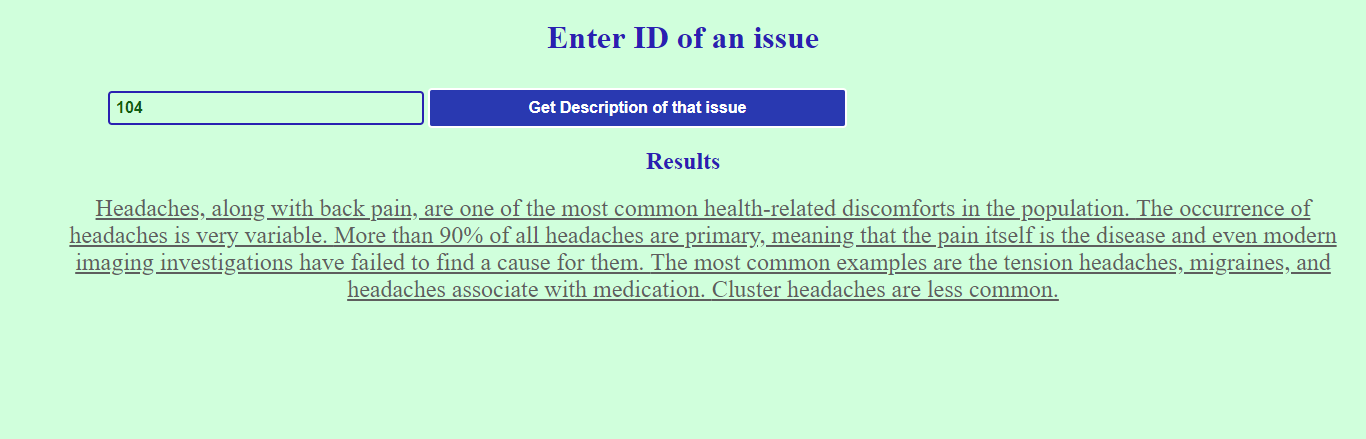 Enter ID of an issue
104
Get Description of that issue
Results
Headaches, along with back pain, are one of the most common health-related discomforts in the population. The occurrence of
headaches is very variable. More than 90% of all headaches are primary, meaning that the pain itself is the disease and even modern
imaging investigations have failed to find a cause for them. The most common examples are the tension headaches, migraines, and
headaches associate with medication. Cluster headaches are less common.